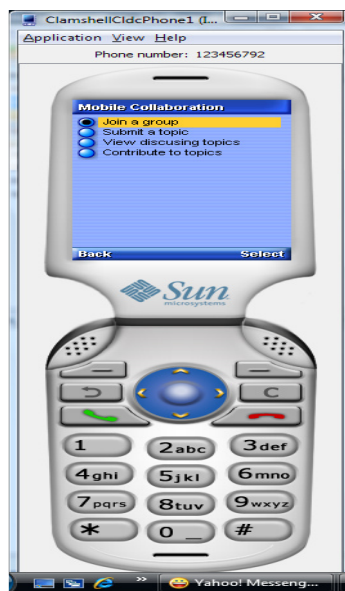 ClamshellCldcPhone1 (I...
Application View Help
Phone number: 123456792
Mobile Collaboration
Join a group
Submit a topic
View discusing topics
Contribute to topics
Back Select
Sun
microsystems
C
1 2abc 3def
4ghi 5jkl 6mno
7pqrs 8tuv 9wxyz
* 0 _ #
» Yahoo! Messeng...